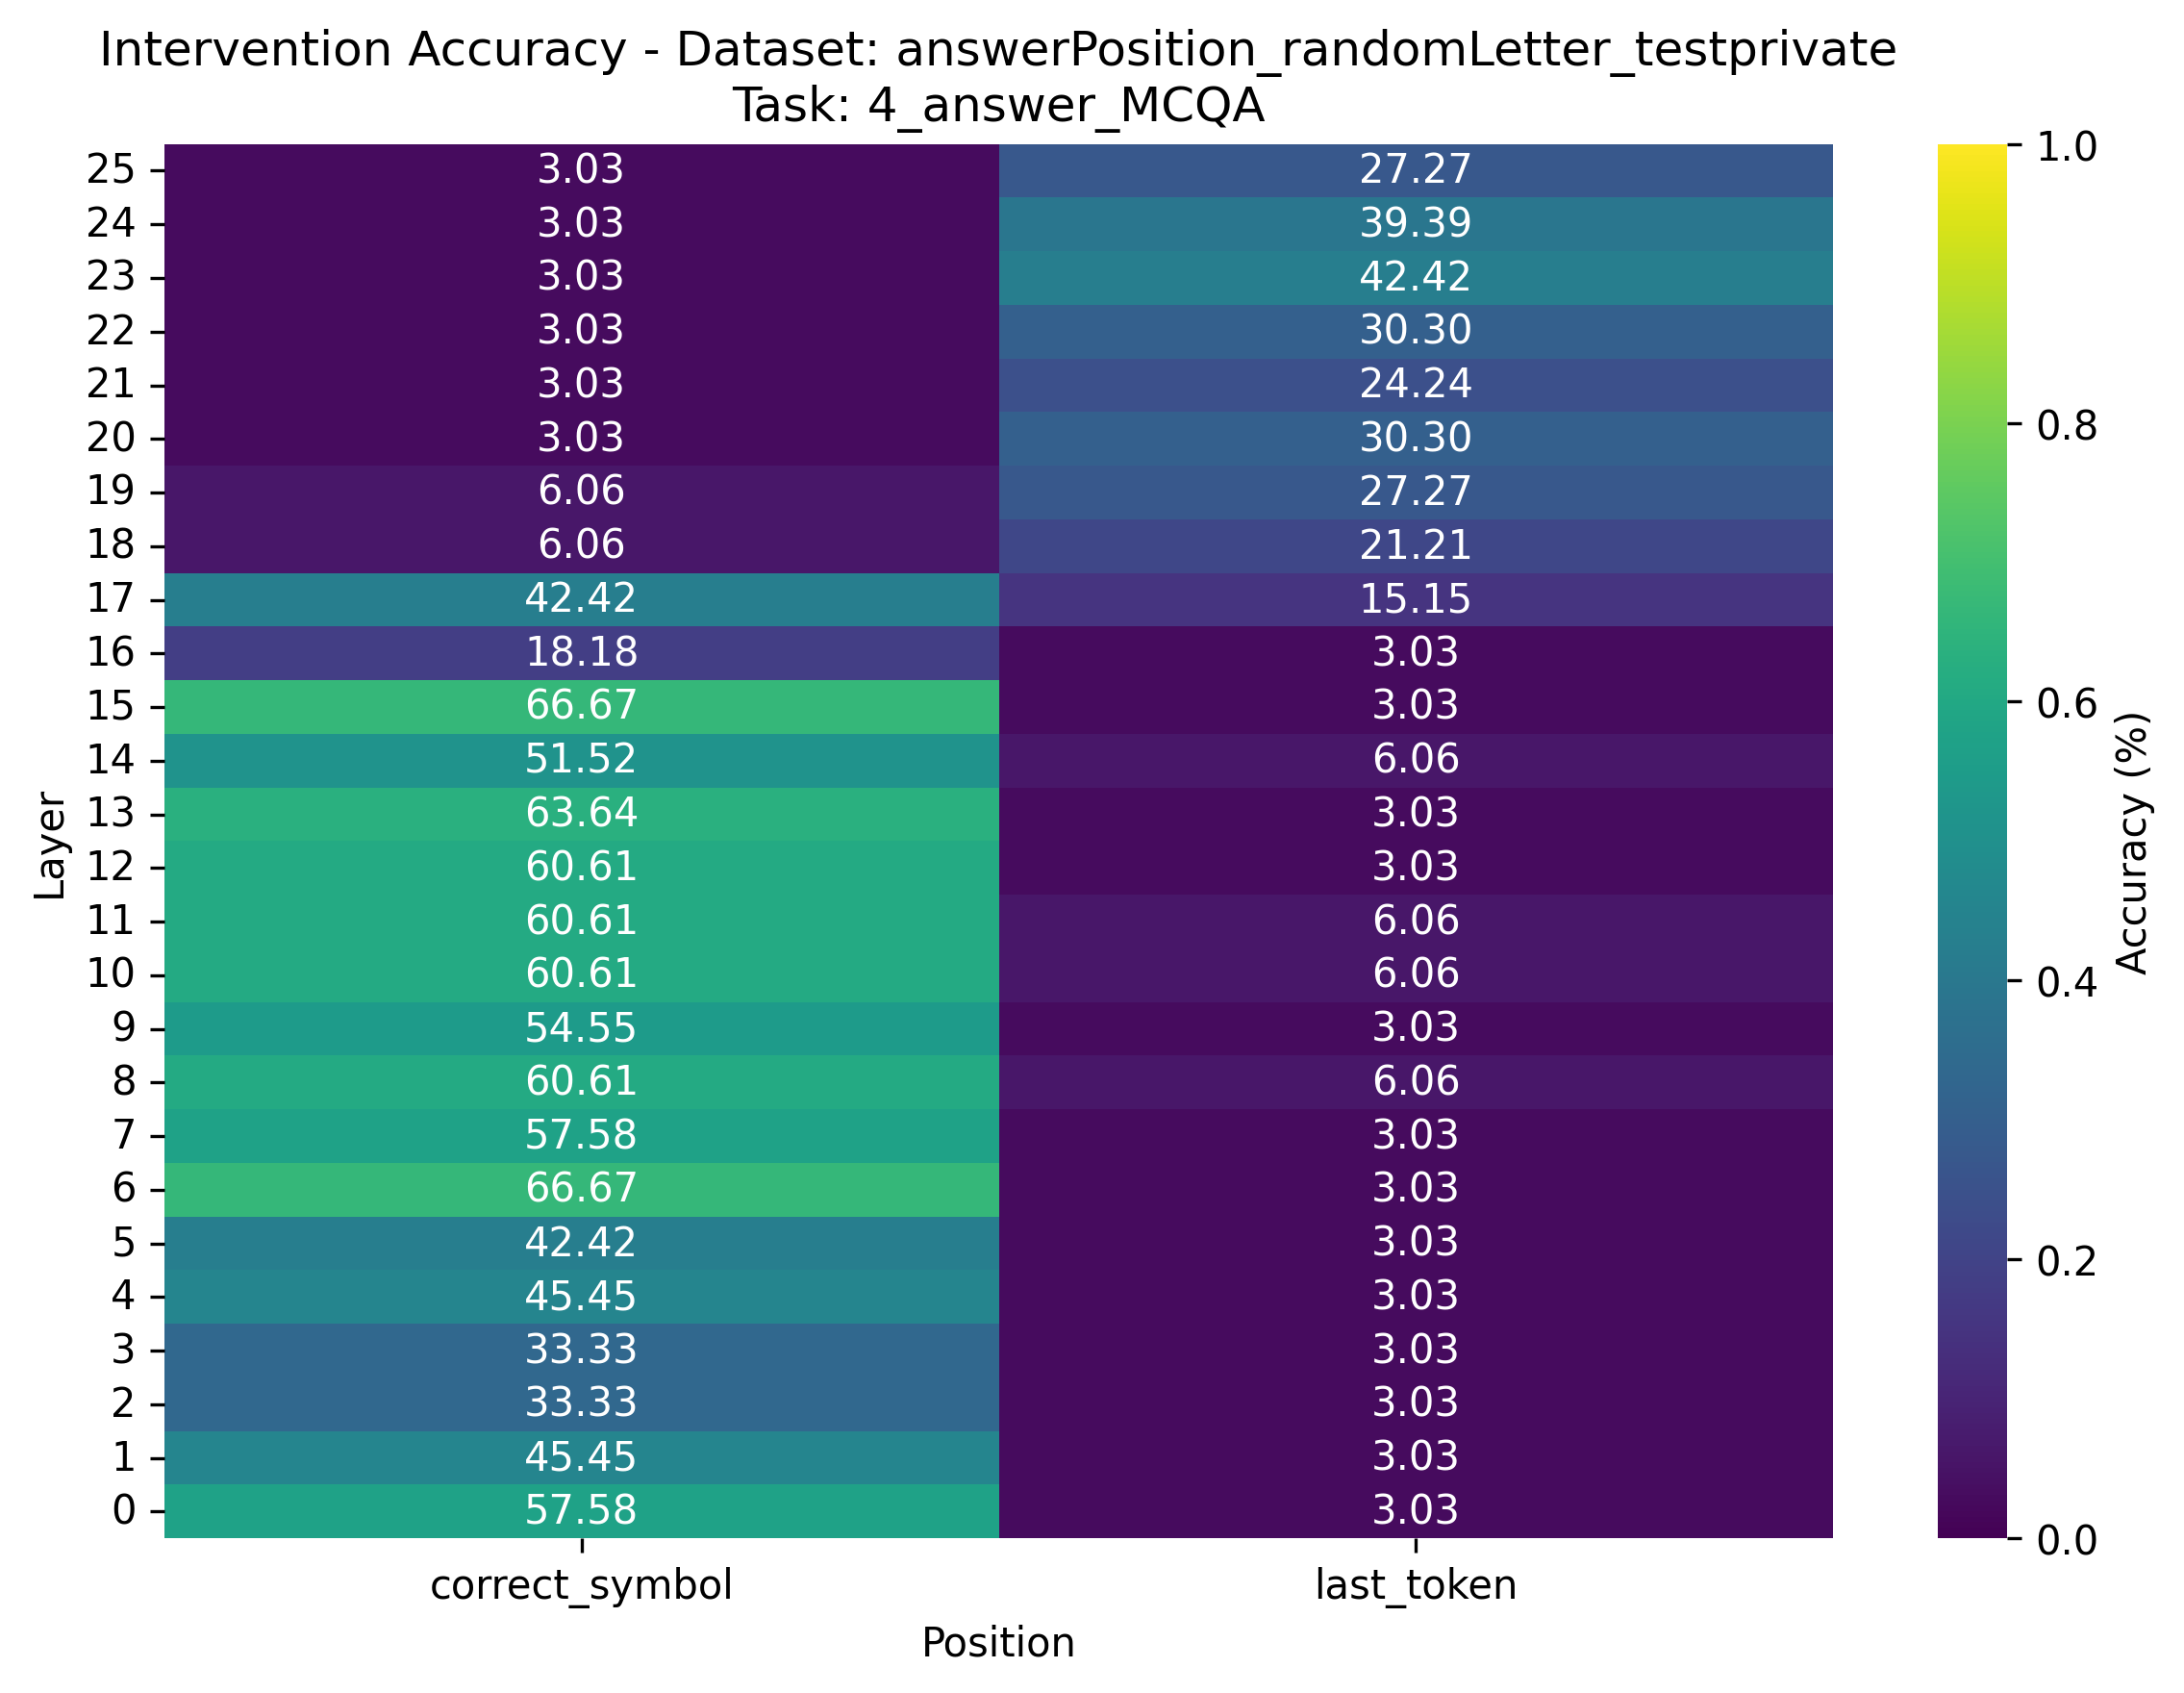 Intervention Accuracy - Dataset: answerPosition_randomLetter_testprivate
Task: 4_answer_MCQA
25 3.03 27.27
24 3.03 39.39
23 3.03 42.42
22 3.03 30.30
21 3.03 24.24
20 3.03 30.30
19 6.06 27.27
18 6.06 21.21
17 42.42 15.15
16 18.18 3.03
15 66.67 3.03
14 51.52 6.06
13 63.64 3.03
12 60.61 3.03
11 60.61 6.06
10 60.61 6.06
9 54.55 3.03
8 60.61 6.06
7 57.58 3.03
6 66.67 3.03
5 42.42 3.03
4 45.45 3.03
3 33.33 3.03
2 33.33 3.03
1 45.45 3.03
0 57.58 3.03
correct_symbol last_token
Position
Layer
1.0
0.8
0.6
0.4
0.2
0.0
Accuracy (%)